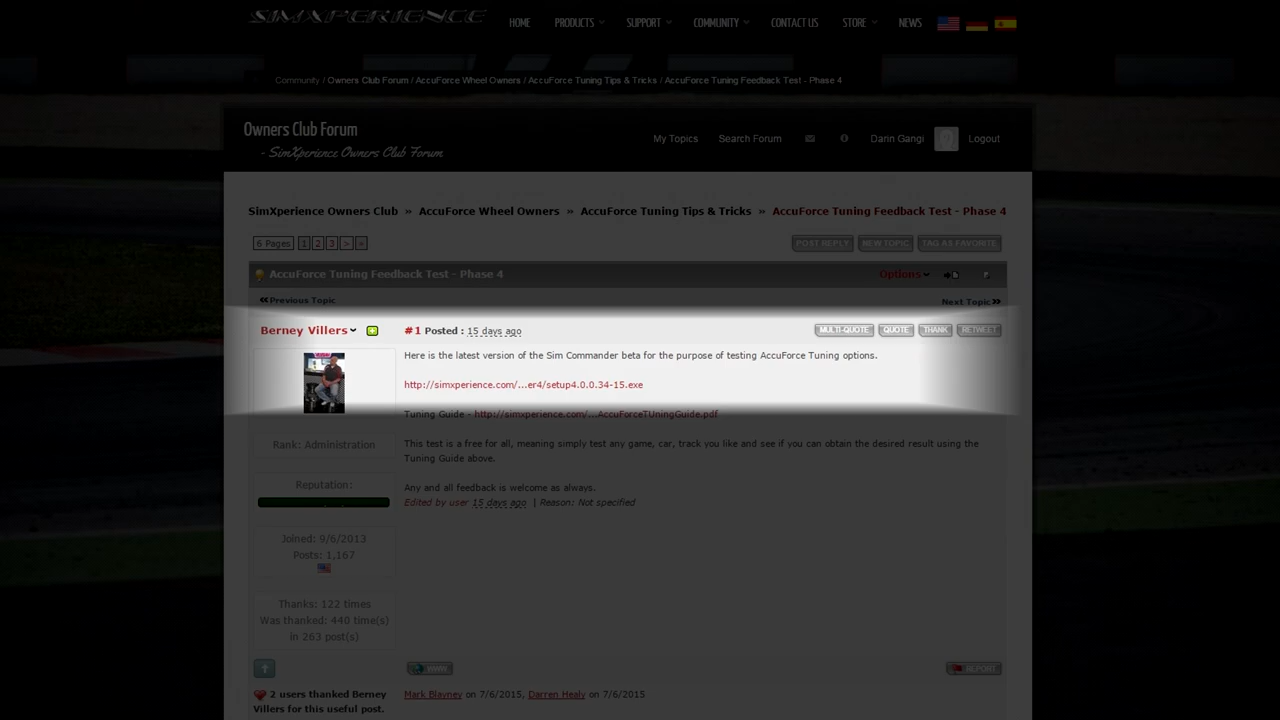 SIMXPERIENCE
HOME PRODUCTS SUPPORT COMMUNITY CONTACT US STORE NEWS
Community / Owners Club Forum / AccuForce Wheel Owners / AccuForce Tuning Tips & Tricks / AccuForce Tuning Feedback Test - Phase 4
Owners Club Forum
- SimXperience Owners Club Forum
My Topics Search Forum Darin Gangi Logout
SimXperience Owners Club » AccuForce Wheel Owners » AccuForce Tuning Tips & Tricks » AccuForce Tuning Feedback Test - Phase 4
6 Pages 1 2 3 > »
POST REPLY NEW TOPIC TAG AS FAVORITE
AccuForce Tuning Feedback Test - Phase 4 Options
Previous Topic Next Topic
Berney Villers #1 Posted : 15 days ago MULTI-QUOTE QUOTE THANK RETWEET
Here is the latest version of the Sim Commander beta for the purpose of testing AccuForce Tuning options.
http://simxperience.com/...er4/setup4.0.0.34-15.exe
Tuning Guide - http://simxperience.com/...AccuForceTUningGuide.pdf
This test is a free for all, meaning simply test any game, car, track you like and see if you can obtain the desired result using the
Tuning Guide above.
Any and all feedback is welcome as always.
Edited by user 15 days ago | Reason: Not specified
Rank: Administration
Reputation:
Joined: 9/6/2013
Posts: 1,167
Thanks: 122 times
Was thanked: 440 time(s)
in 263 post(s)
WWW REPORT
2 users thanked Berney
Villers for this useful post.
Mark Blavney on 7/6/2015, Darren Healy on 7/6/2015